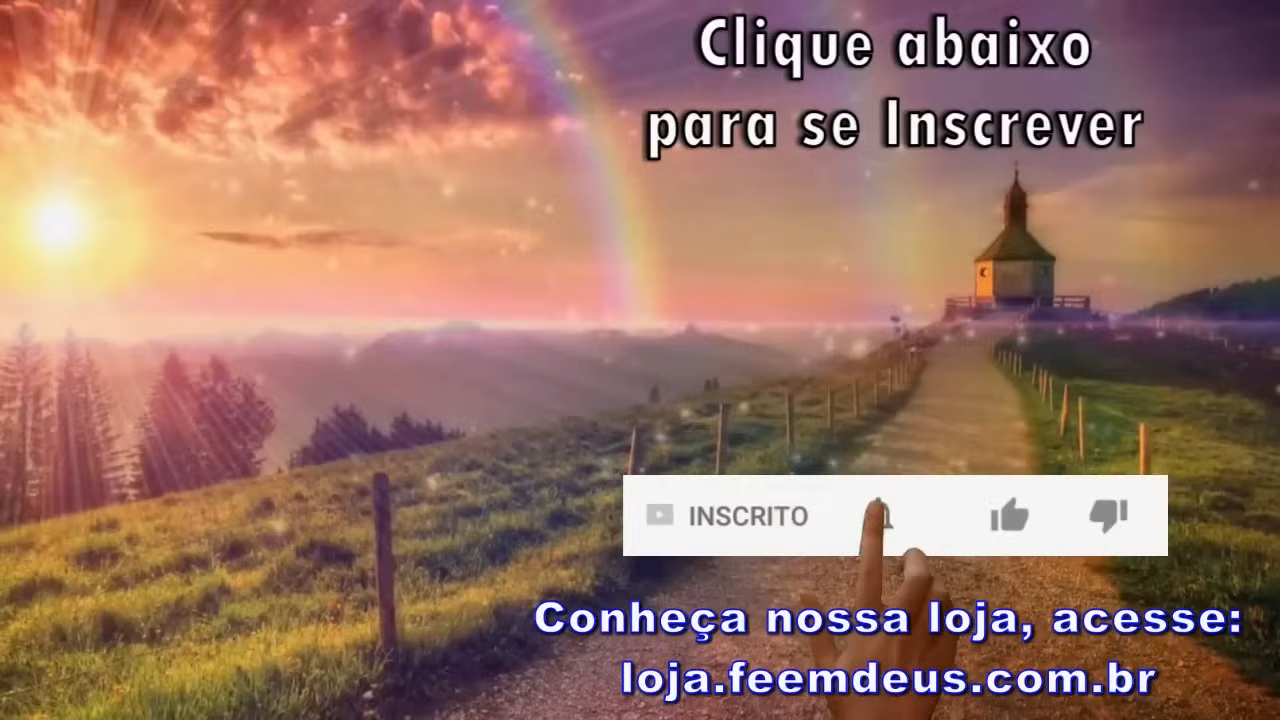 Clique abaixo
para se Inscrever
INSCRITO
Conheça nossa loja, acesse:
loja.feemdeus.com.br